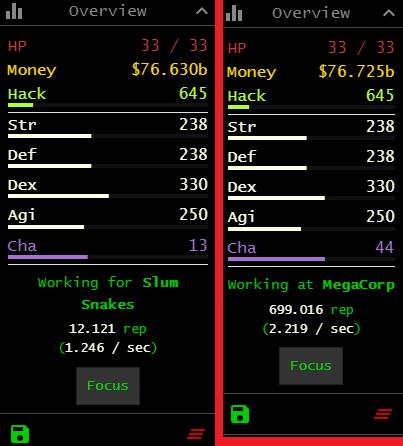 Overview
HP 33 / 33
Money $76.630b
Hack 645
Str 238
Def 238
Dex 330
Agi 250
Cha 13
Working for Slum
Snakes
12.121 rep
(1.246 / sec)
Focus
Overview
HP 33 / 33
Money $76.725b
Hack 645
Str 238
Def 238
Dex 330
Agi 250
Cha 44
Working at MegaCorp
699.016 rep
(2.219 / sec)
Focus